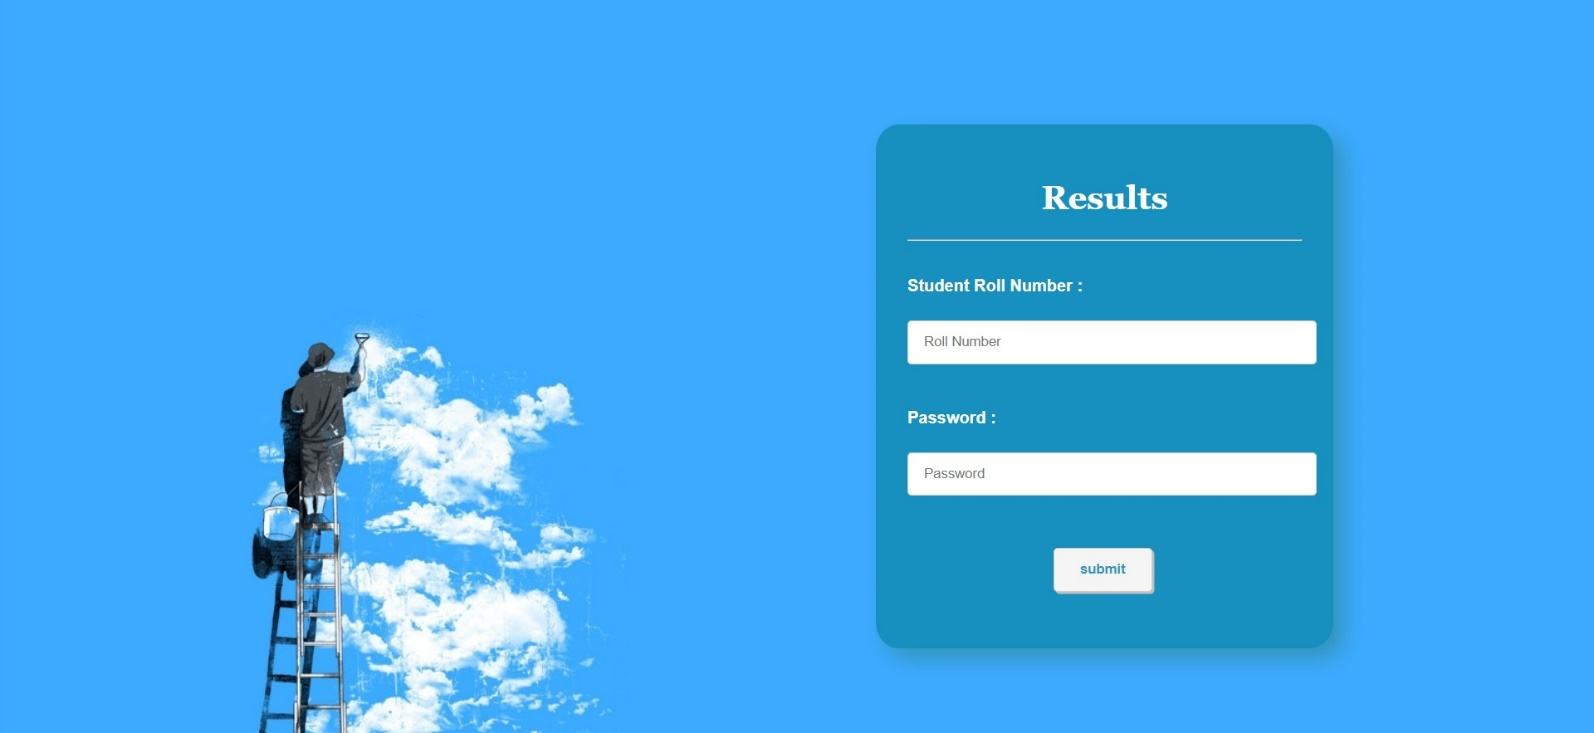 Results
Student Roll Number :
Roll Number
Password :
Password
submit